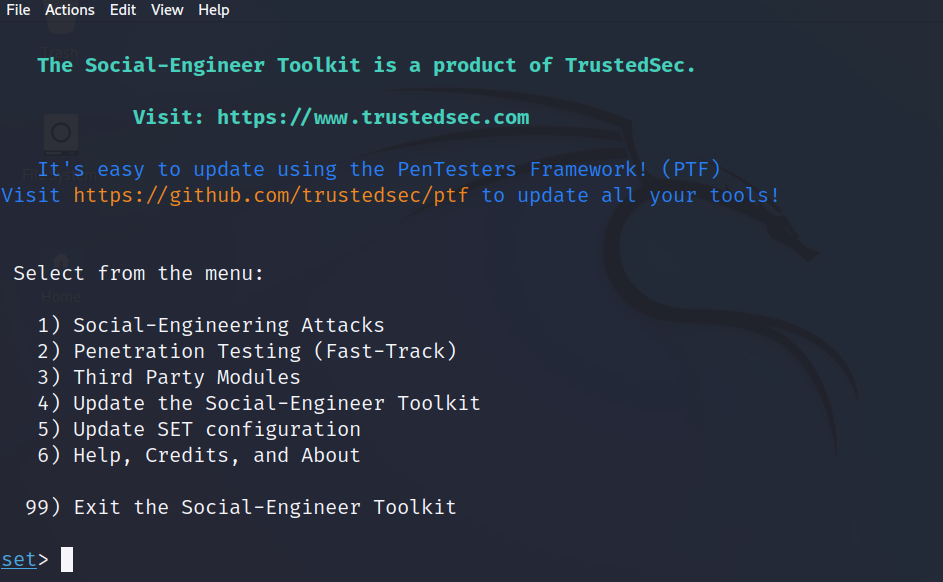 File Actions Edit View Help
The Social-Engineer Toolkit is a product of TrustedSec.
Visit: https://www.trustedsec.com
It's easy to update using the PenTesters Framework! (PTF)
Visit https://github.com/trustedsec/ptf to update all your tools!
Select from the menu:
1) Social-Engineering Attacks
2) Penetration Testing (Fast-Track)
3) Third Party Modules
4) Update the Social-Engineer Toolkit
5) Update SET configuration
6) Help, Credits, and About
99) Exit the Social-Engineer Toolkit
set>
Trash
Home